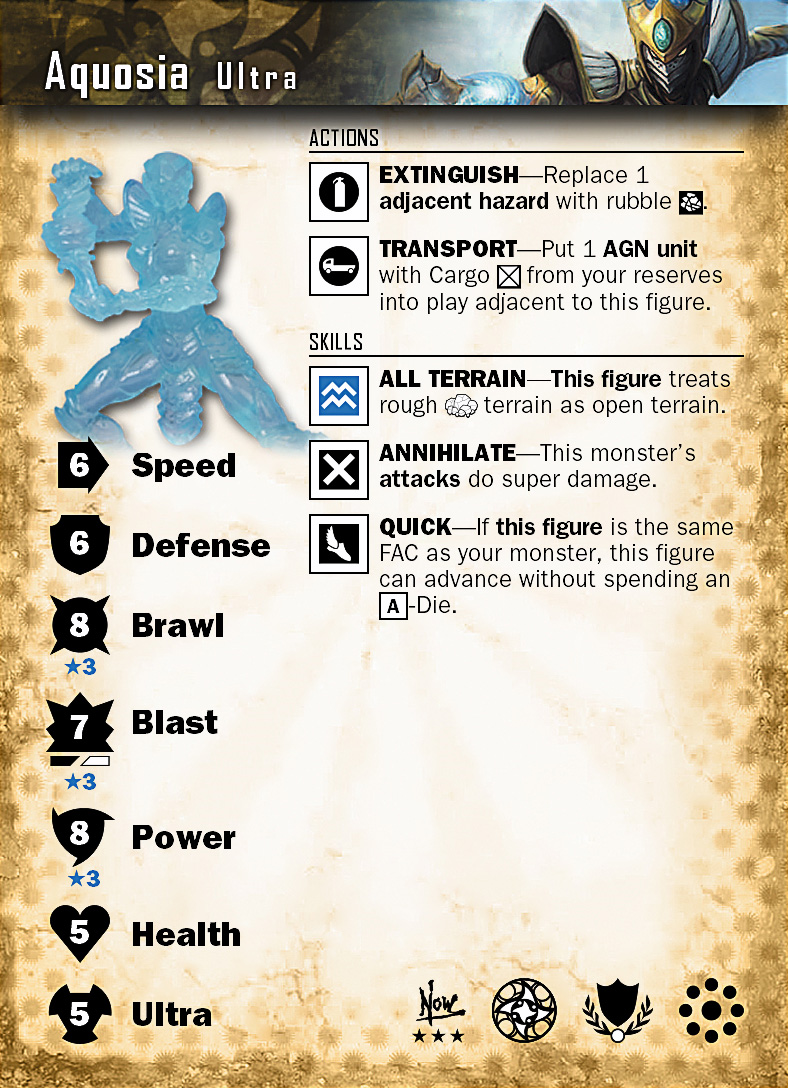 Aquosia Ultra
ACTIONS
EXTINGUISH—Replace 1
adjacent hazard with rubble .
TRANSPORT—Put 1 AGN unit
with Cargo from your reserves
into play adjacent to this figure.
SKILLS
ALL TERRAIN—This figure treats
rough terrain as open terrain.
ANNIHILATE—This monster's
attacks do super damage.
QUICK—If this figure is the same
FAC as your monster, this figure
can advance without spending an
A-Die.
6 Speed
6 Defense
8 Brawl
★3
7 Blast
★3
8 Power
★3
5 Health
5 Ultra
Now
★★★